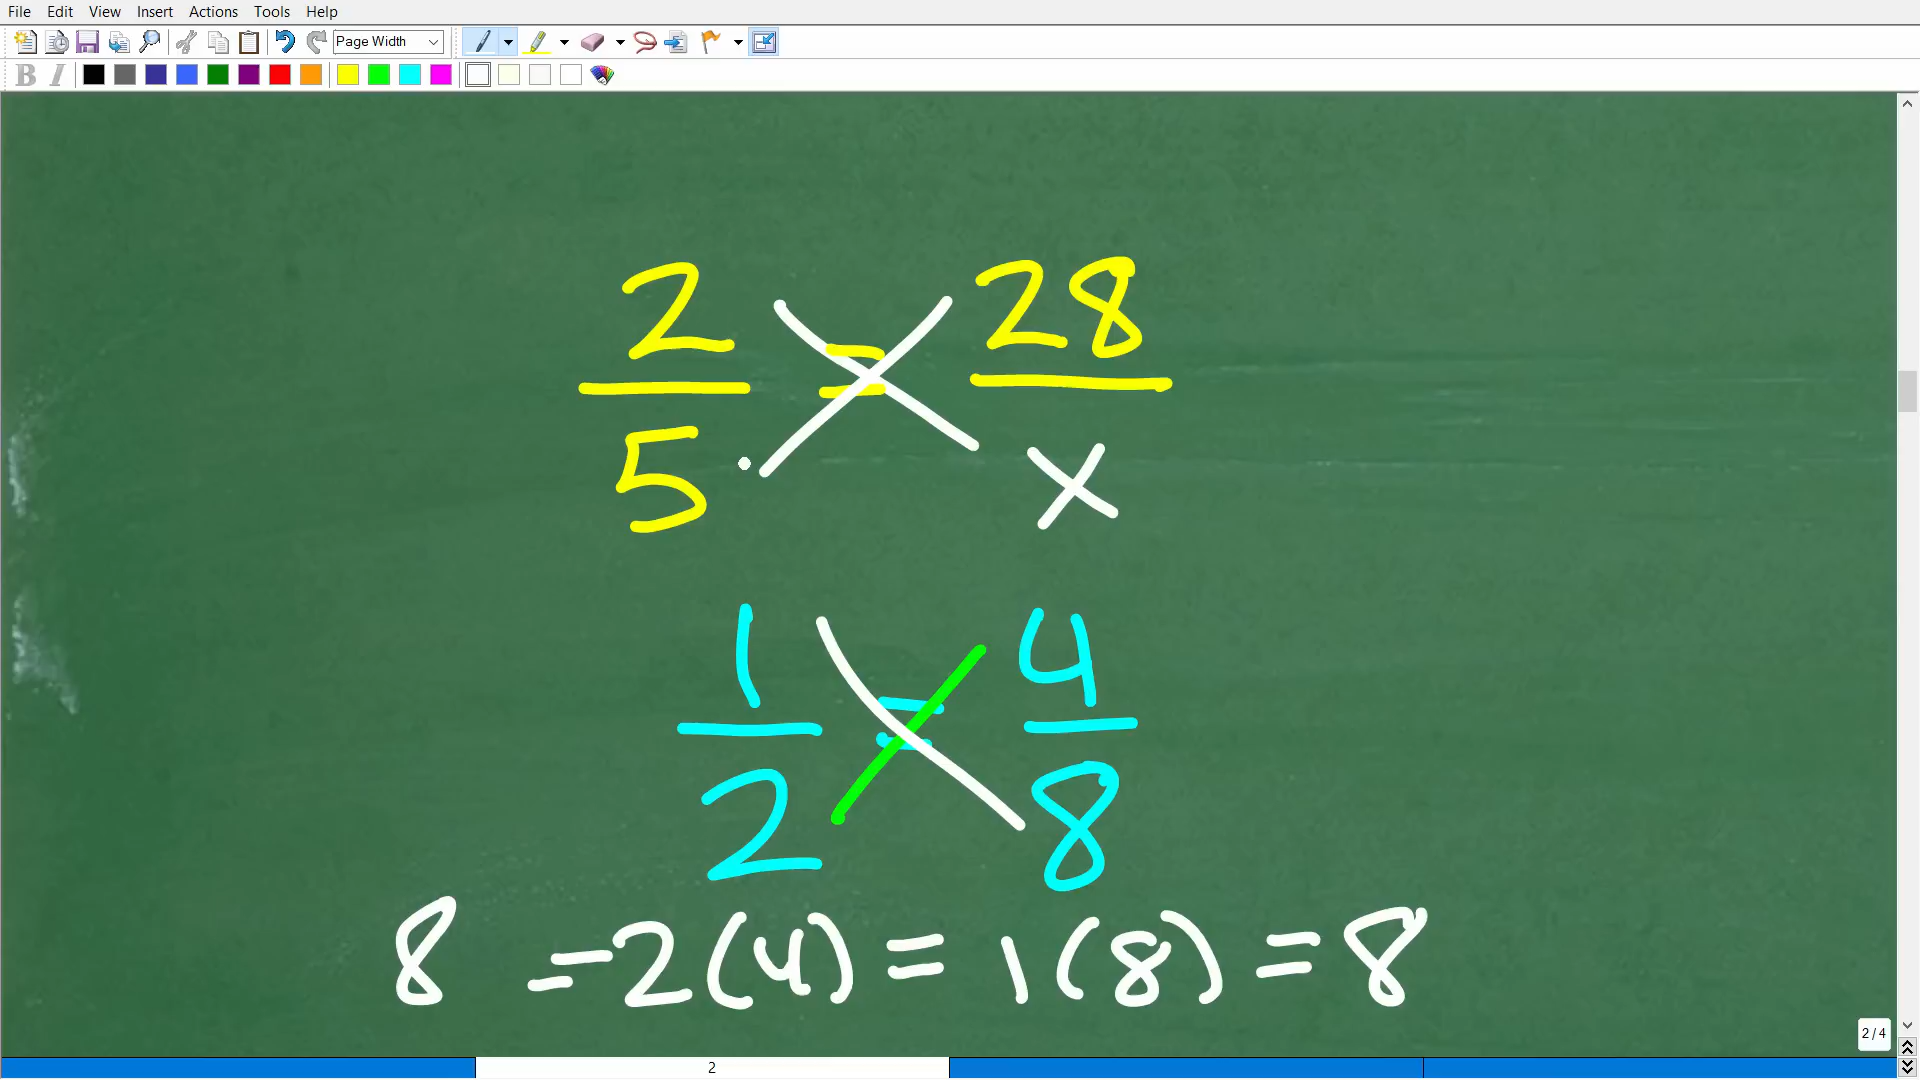 File Edit View Insert Actions Tools Help
Page Width
B I
2 = 28
5 x
1 = 4
2 8
8 = 2(4) = 1(8) = 8
2 / 4
2